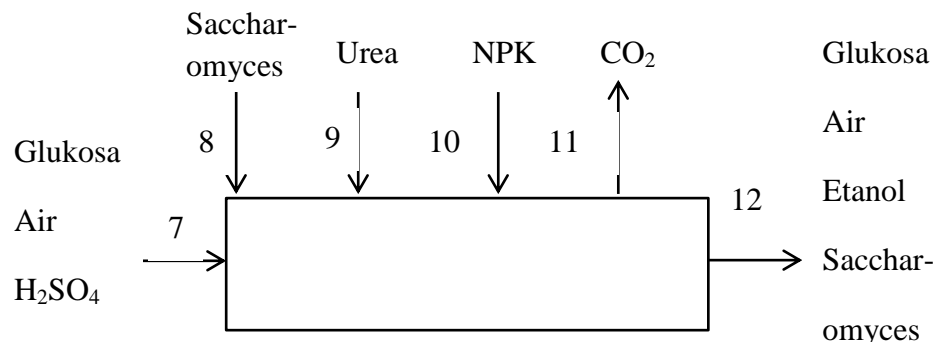 Glukosa
Air
H₂SO₄
7
Sacchar-
omyces
8
Urea
9
NPK
10
CO₂
11
12
Glukosa
Air
Etanol
Sacchar-
omyces